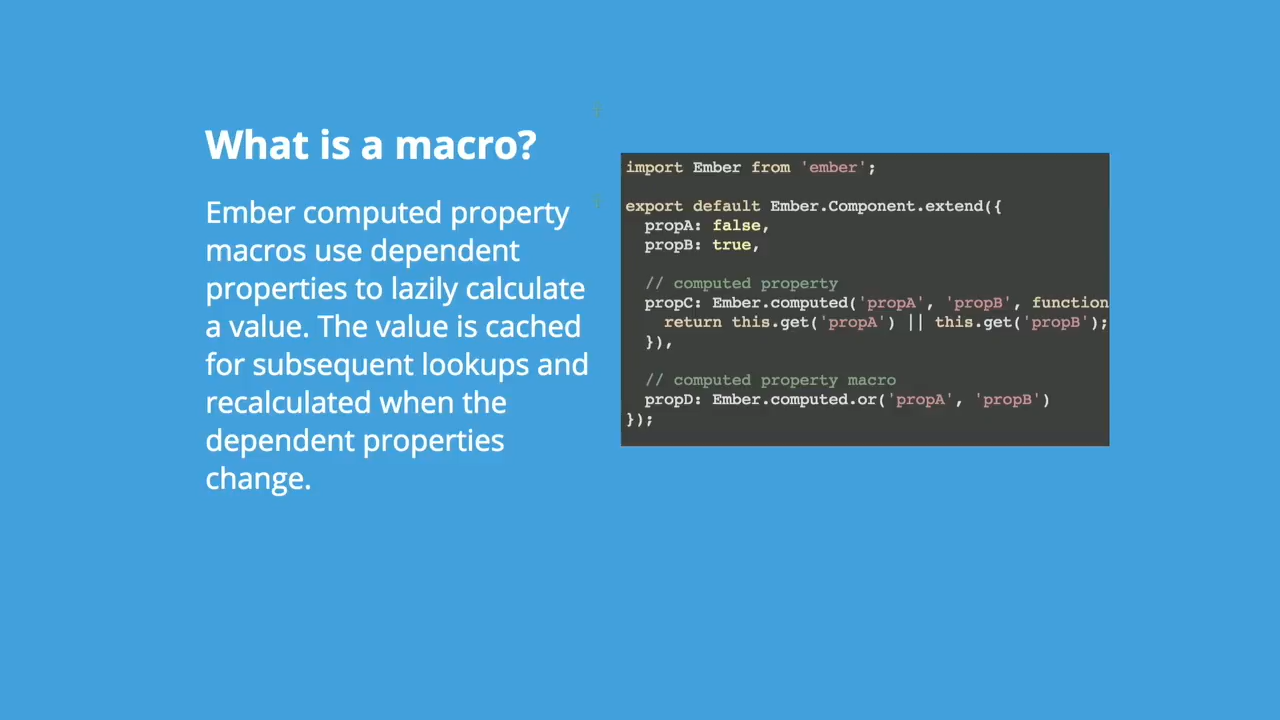 What is a macro?
Ember computed property
macros use dependent
properties to lazily calculate
a value. The value is cached
for subsequent lookups and
recalculated when the
dependent properties
change.
import Ember from 'ember';
export default Ember.Component.extend({
propA: false,
propB: true,
// computed property
propC: Ember.computed('propA', 'propB', function
return this.get('propA') || this.get('propB');
}),
// computed property macro
propD: Ember.computed.or('propA', 'propB')
});